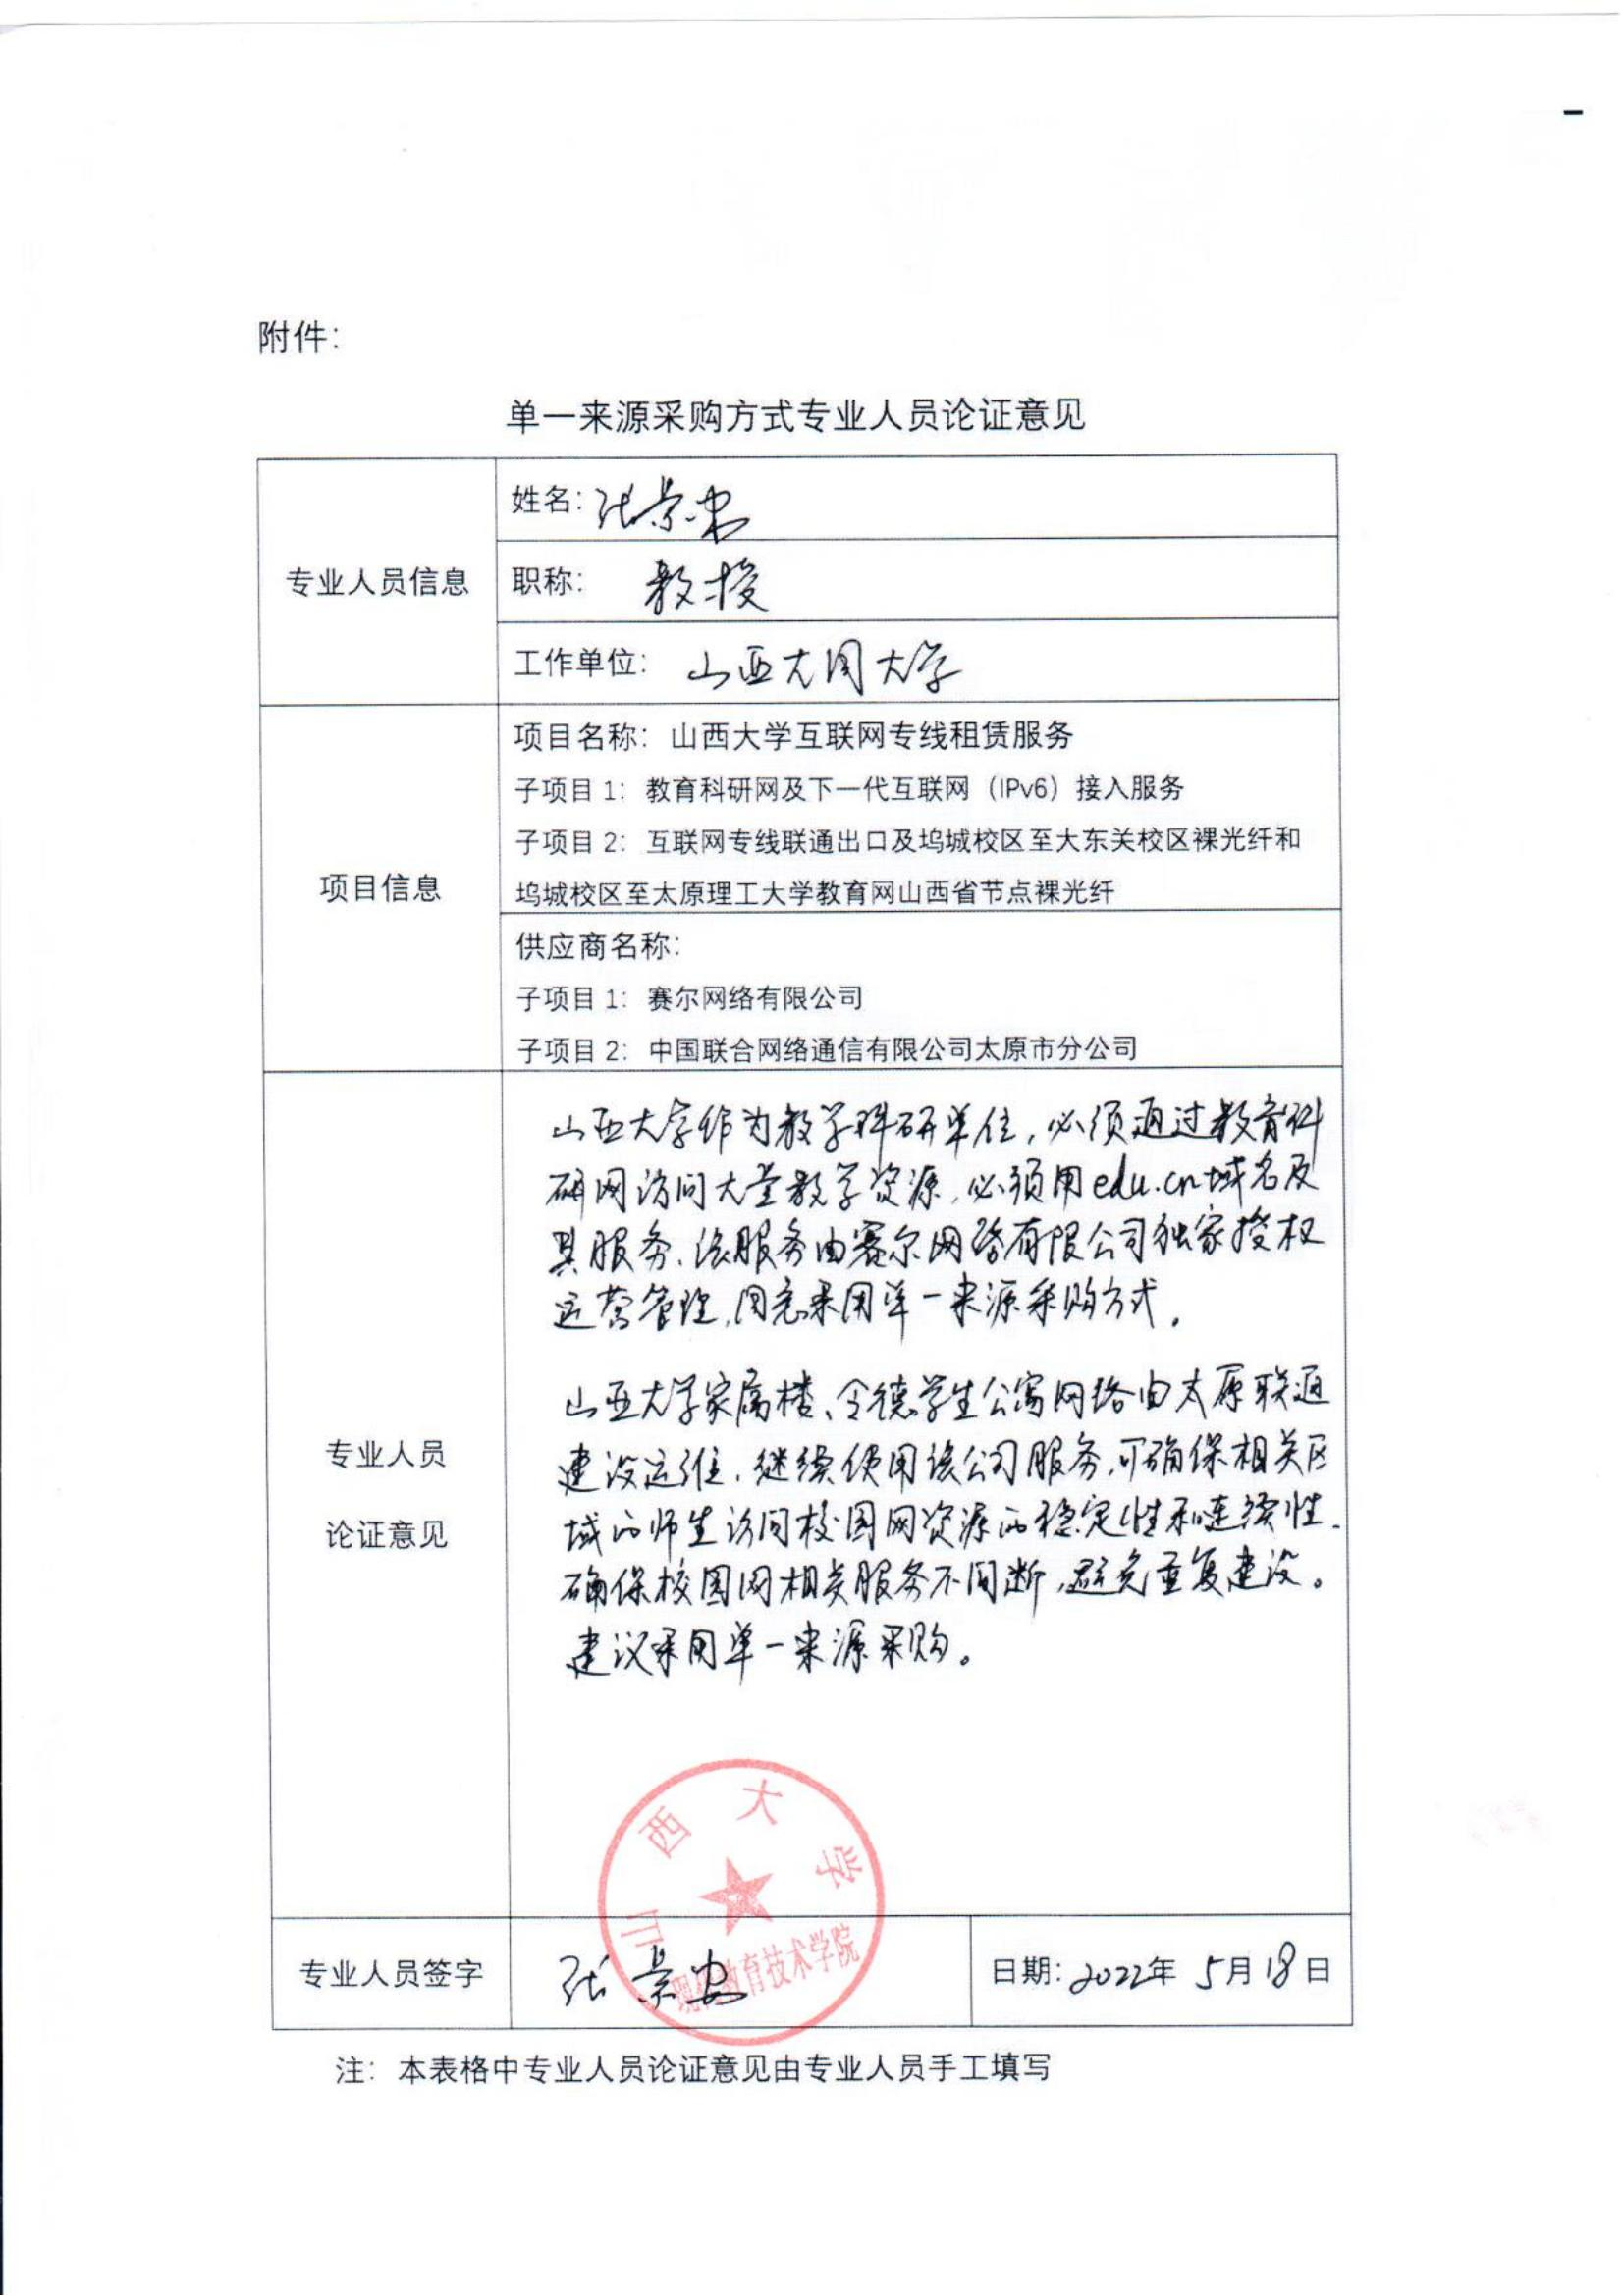 附件：
单一来源采购方式专业人员论证意见
专业人员信息
姓名：张景安
职称：教授
工作单位：山西大同大学
项目信息
项目名称：山西大学互联网专线租赁服务
子项目 1：教育科研网及下一代互联网（IPv6）接入服务
子项目 2：互联网专线联通出口及坞城校区至大东关校区裸光纤和
坞城校区至太原理工大学教育网山西省节点裸光纤
供应商名称：
子项目 1：赛尔网络有限公司
子项目 2：中国联合网络通信有限公司太原市分公司
专业人员
论证意见
山西大学作为教学科研单位，必须通过教育科
研网访问大量教学资源，必须用edu.cn域名及
其服务，该服务由赛尔网络有限公司独家授权
运营管理，同意采用单一来源采购方式。
山西大学家属楼、令德学生公寓网络由太原联通
建设运维，继续使用该公司服务，可确保相关区
域的师生访问校园网资源的稳定性和连续性，
确保校园网相关服务不间断，避免重复建设。
建议采用单一来源采购。
山西大学
现代教育技术学院
专业人员签字
张景安
日期：2022年 5月18日
注：本表格中专业人员论证意见由专业人员手工填写